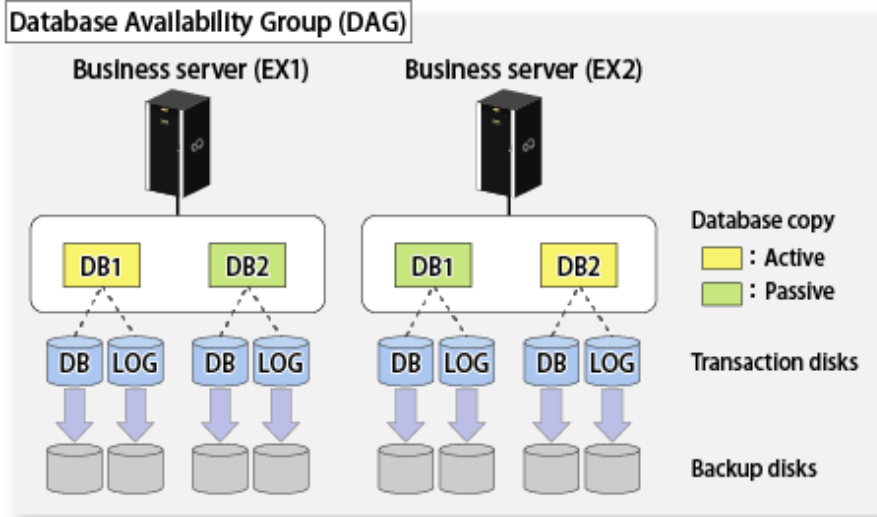 Database Availability Group (DAG)
Business server (EX1)
Business server (EX2)
DB1
DB2
DB1
DB2
Database copy
: Active
: Passive
DB
LOG
DB
LOG
DB
LOG
DB
LOG
Transaction disks
Backup disks